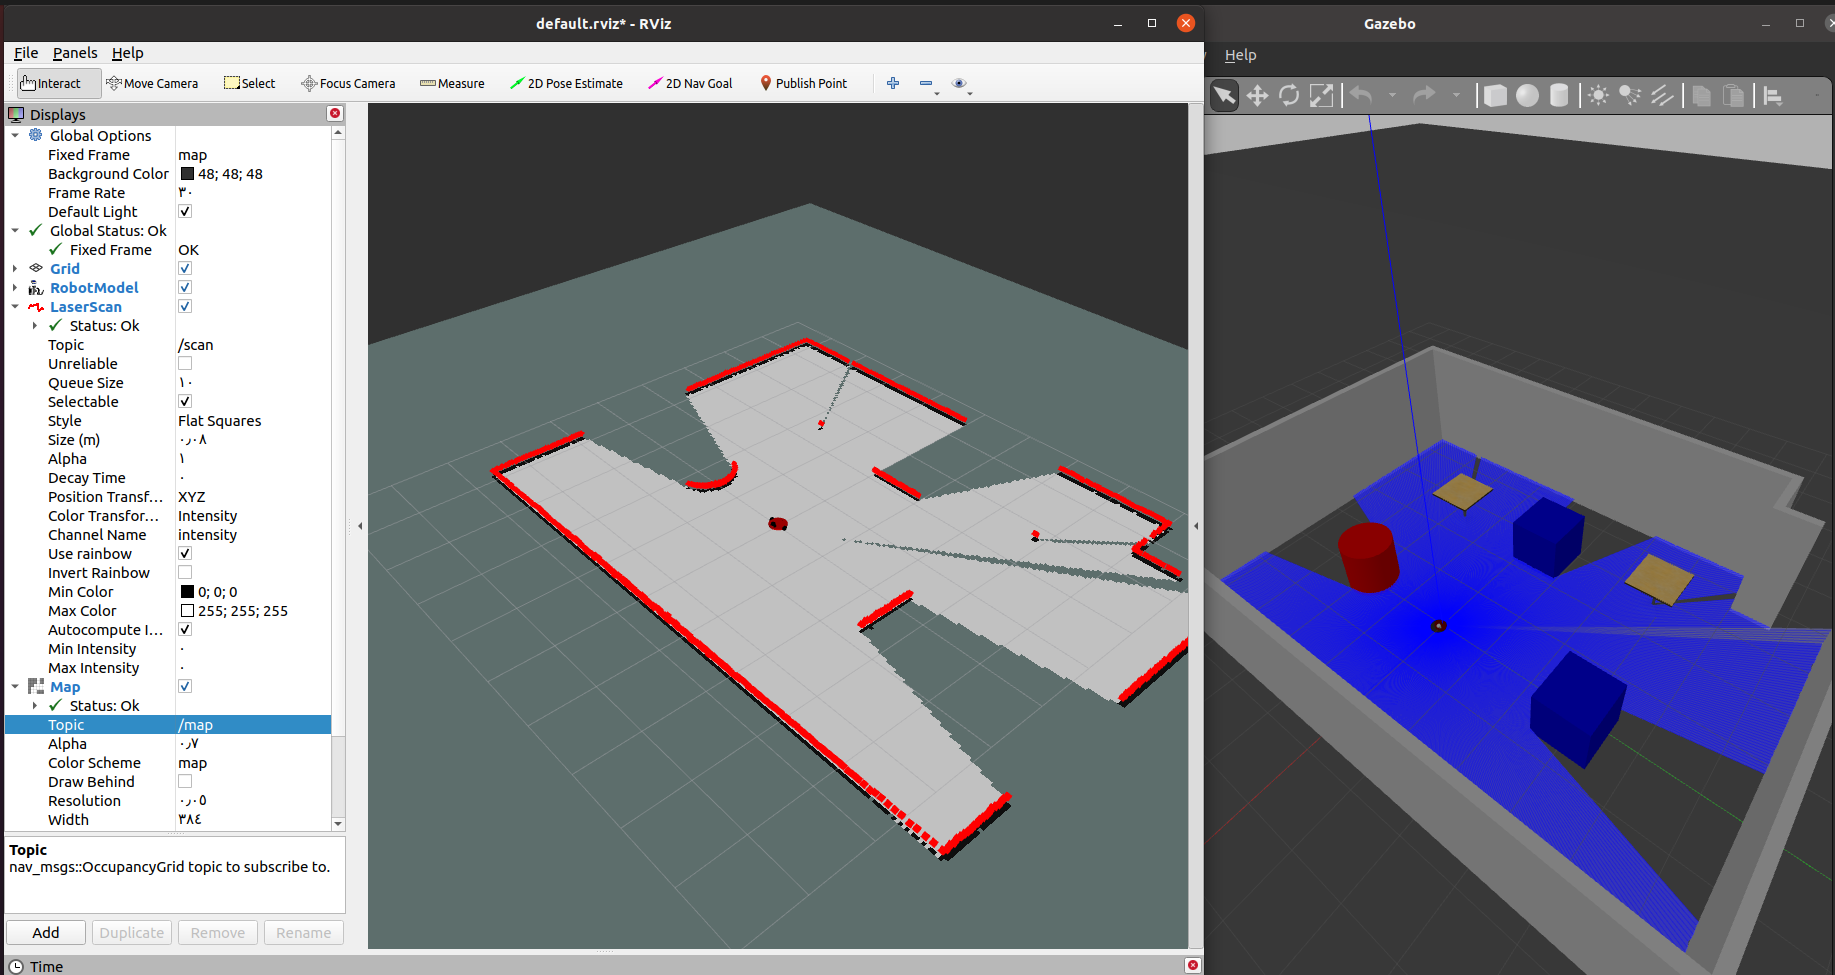 default.rviz* - RViz
File Panels Help
Interact Move Camera Select Focus Camera Measure 2D Pose Estimate 2D Nav Goal Publish Point
Displays
Global Options
Fixed Frame map
Background Color 48; 48; 48
Frame Rate ٣٠
Default Light
Global Status: Ok
Fixed Frame OK
Grid
RobotModel
LaserScan
Status: Ok
Topic /scan
Unreliable
Queue Size ١٠
Selectable
Style Flat Squares
Size (m) ٠٫٠٨
Alpha ١
Decay Time ٠
Position Transf... XYZ
Color Transfor... Intensity
Channel Name intensity
Use rainbow
Invert Rainbow
Min Color 0; 0; 0
Max Color 255; 255; 255
Autocompute I...
Min Intensity ٠
Max Intensity ٠
Map
Status: Ok
Topic /map
Alpha ٠٫٧
Color Scheme map
Draw Behind
Resolution ٠٫٠٥
Width ٣٨٤
Topic
nav_msgs::OccupancyGrid topic to subscribe to.
Add Duplicate Remove Rename
Time
Gazebo
Help